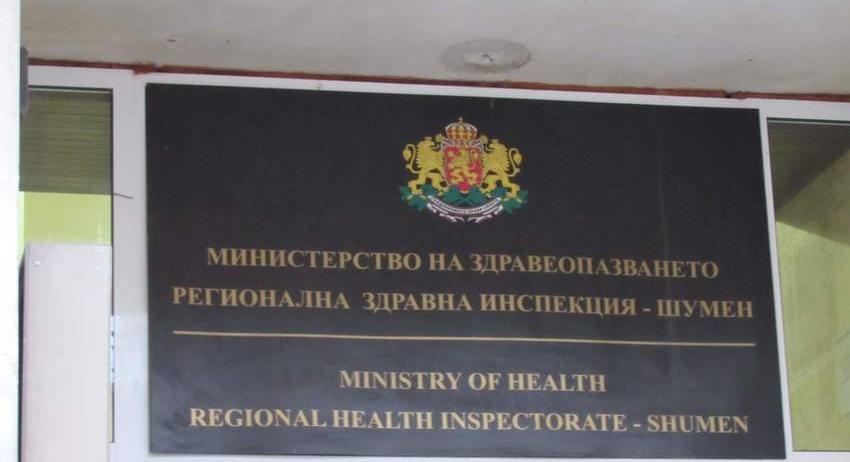 МИНИСТЕРСТВО НА ЗДРАВЕОПАЗВАНЕТО
РЕГИОНАЛНА ЗДРАВНА ИНСПЕКЦИЯ - ШУМЕН
MINISTRY OF HEALTH
REGIONAL HEALTH INSPECTORATE - SHUMEN